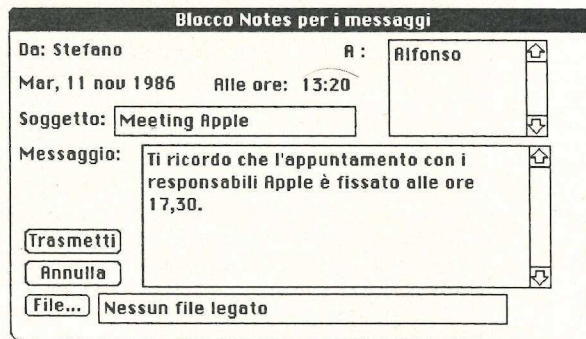 Blocco Notes per i messaggi
Da: Stefano A: Alfonso
Mar, 11 nov 1986 Alle ore: 13:20
Soggetto: Meeting Apple
Messaggio: Ti ricordo che l'appuntamento con i
responsabili Apple è fissato alle ore
17,30.
Trasmetti
Annulla
File... Nessun file legato